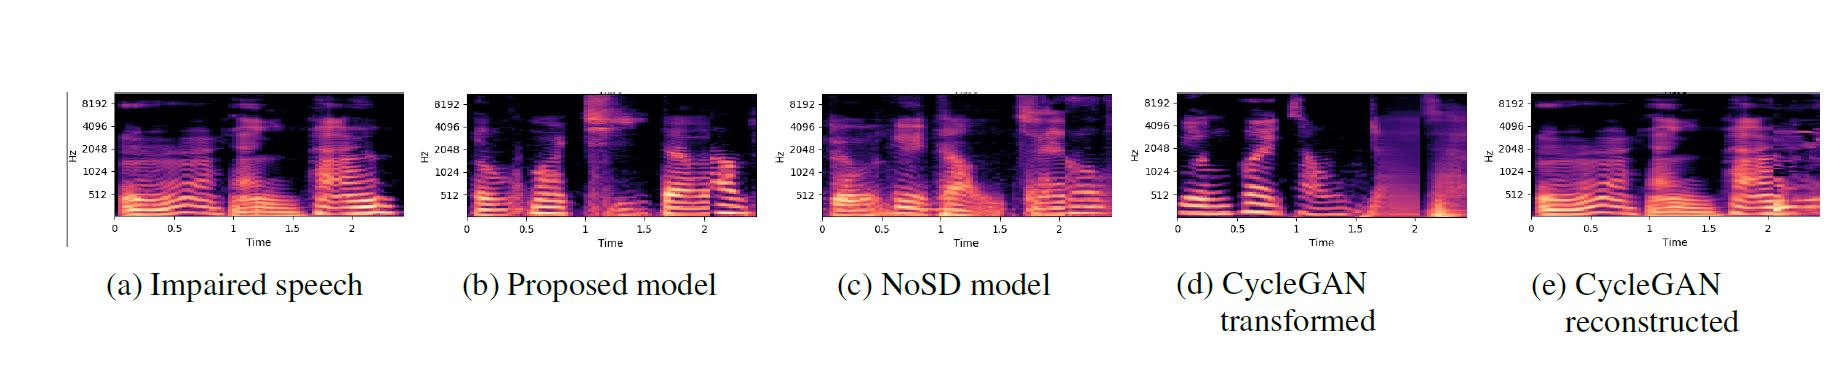 8192
4096
2048
1024
512
Hz
0 0.5 1 1.5 2
Time
(a) Impaired speech
8192
4096
2048
1024
512
Hz
0 0.5 1 1.5 2
Time
(b) Proposed model
8192
4096
2048
1024
512
Hz
0 0.5 1 1.5 2
Time
(c) NoSD model
8192
4096
2048
1024
512
Hz
0 0.5 1 1.5 2
Time
(d) CycleGAN
transformed
8192
4096
2048
1024
512
Hz
0 0.5 1 1.5 2
Time
(e) CycleGAN
reconstructed